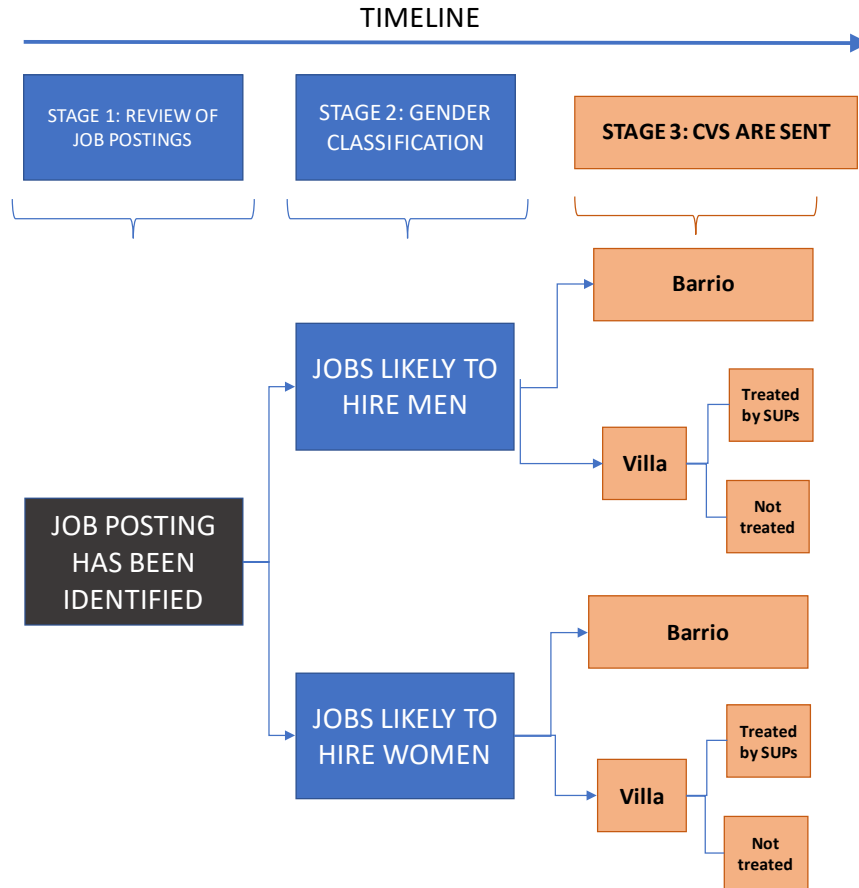 TIMELINE
STAGE 1: REVIEW OF
JOB POSTINGS
STAGE 2: GENDER
CLASSIFICATION
STAGE 3: CVS ARE SENT
Barrio
JOBS LIKELY TO
HIRE MEN
Treated
by SUPs
Villa
Not
treated
JOB POSTING
HAS BEEN
IDENTIFIED
Barrio
JOBS LIKELY TO
HIRE WOMEN
Treated
by SUPs
Villa
Not
treated